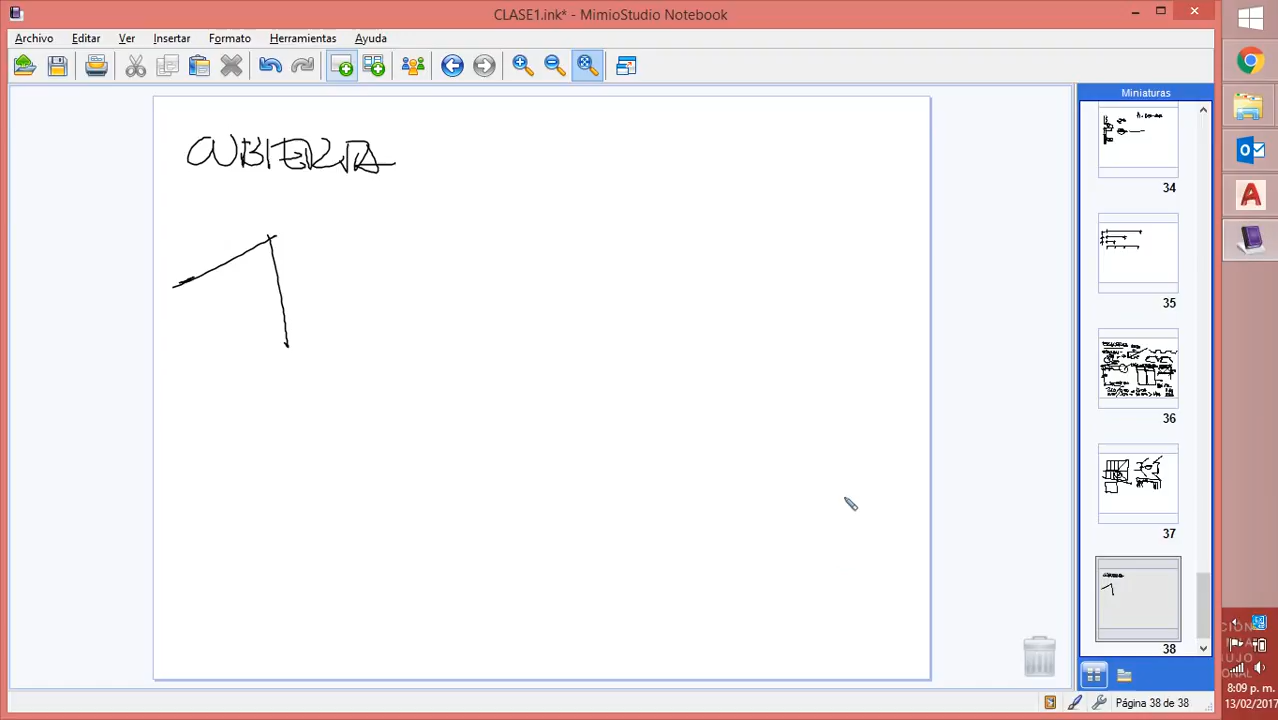 CLASE1.ink* - MimioStudio Notebook
Archivo Editar Ver Insertar Formato Herramientas Ayuda
Miniaturas
CUBIERTA
34
35
36
37
38
Página 38 de 38
8:09 p. m.
13/02/2017